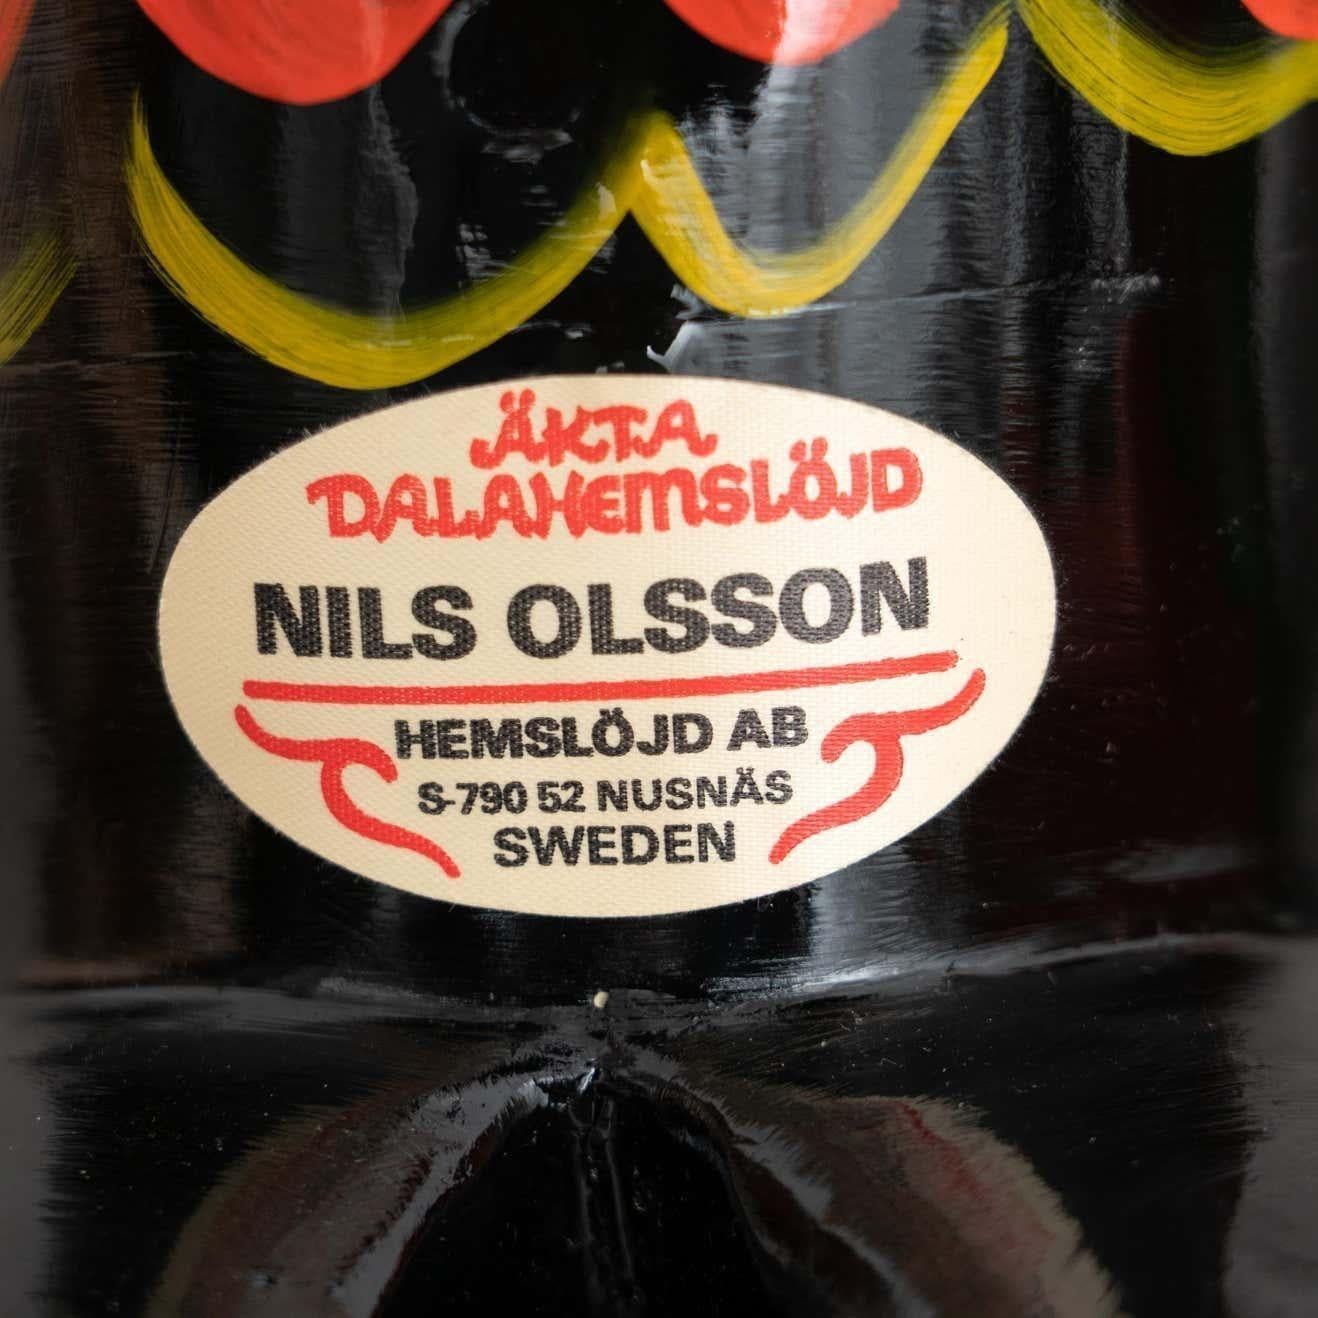 ÄKTA
DALAHEMSLÖJD
NILS OLSSON
HEMSLÖJD AB
S-790 52 NUSNÄS
SWEDEN